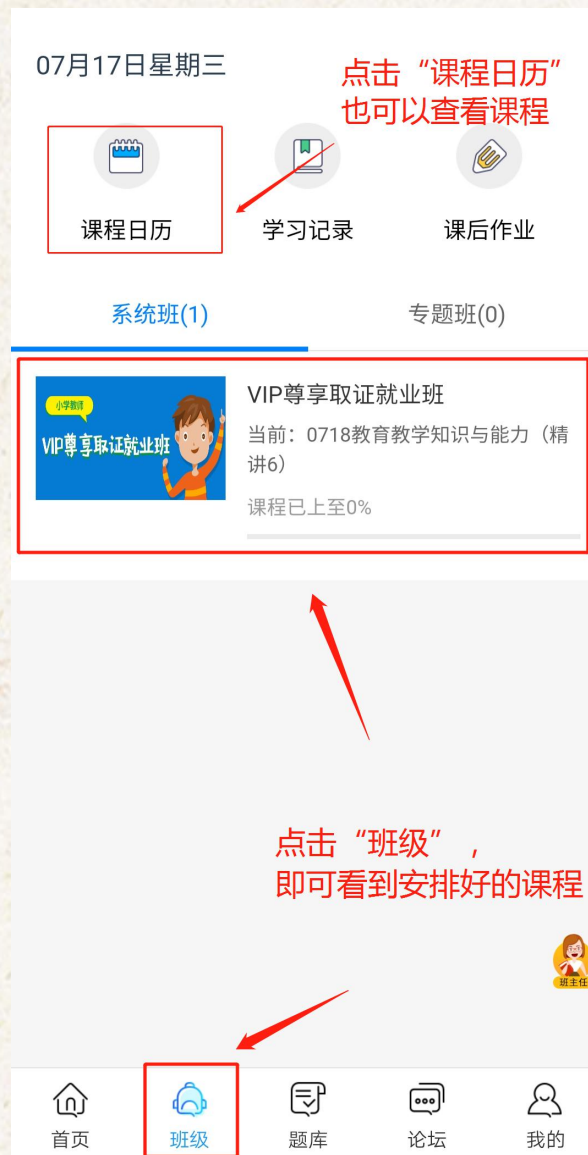 07月17日星期三
点击“课程日历”
也可以查看课程
课程日历
学习记录
课后作业
系统班(1)
专题班(0)
小学教师
VIP尊享取证就业班
VIP尊享取证就业班
当前：0718教育教学知识与能力（精
讲6）
课程已上至0%
点击“班级”，
即可看到安排好的课程
班主任
首页
班级
题库
论坛
我的